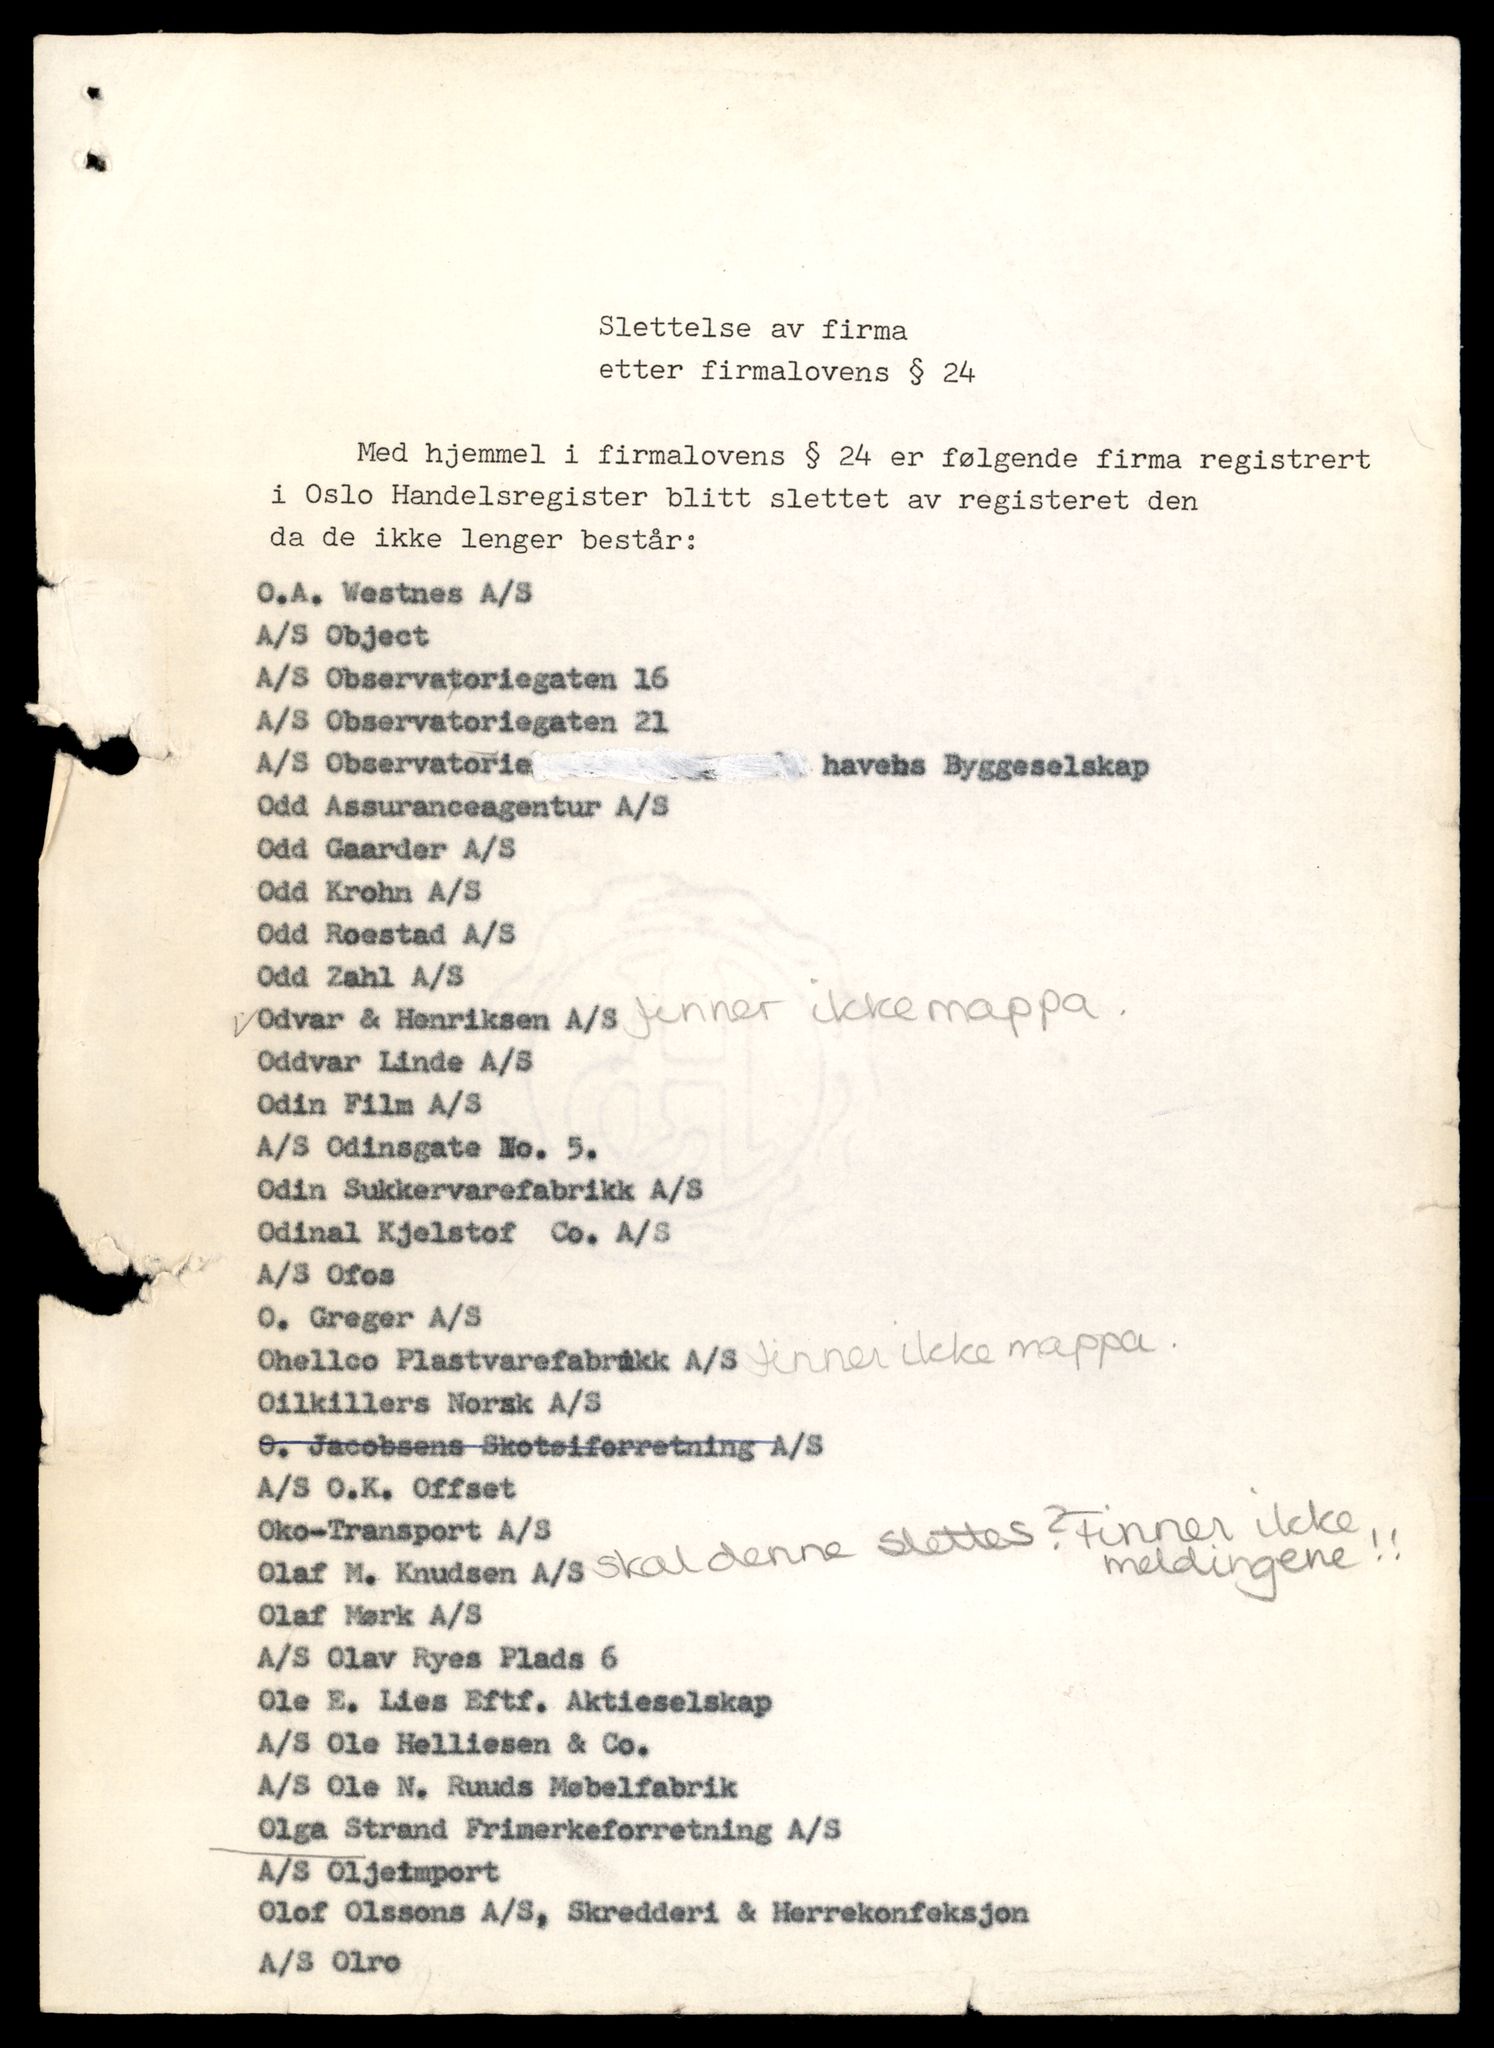 Slettelse av firma
etter firmalovens § 24
Med hjemmel i firmalovens § 24 er følgende firma registrert
i Oslo Handelsregister blitt slettet av registeret den
da de ikke lenger består:
O.A. Westnes A/S
A/S Object
A/S Observatoriegaten 16
A/S Observatoriegaten 21
A/S Observatorie havens Byggeselskap
Odd Assuranceagentur A/S
Odd Gaarder A/S
Odd Krohn A/S
Odd Roestad A/S
Odd Zahl A/S
Odvar & Henriksen A/S finner ikke mappa.
Oddvar Linde A/S
Odin Film A/S
A/S Odinsgate No. 5.
Odin Sukkervarefabrikk A/S
Odinal Kjelstof Co. A/S
A/S Ofos
O. Greger A/S
Ohellco Plastvarefabrikk A/S finner ikke mappa.
Oilkillers Norsk A/S
O. Jacobsens Skotøiforretning A/S
A/S O.K. Offset
Oko-Transport A/S
Olaf M. Knudsen A/S skal denne slettes? Finner ikke
meldingene!!
Olaf Mørk A/S
A/S Olav Ryes Plads 6
Ole E. Lies Eftf. Aktieselskap
A/S Ole Helliesen & Co.
A/S Ole N. Ruuds Møbelfabrik
Olga Strand Frimerkeforretning A/S
A/S Oljeimport
Olof Olssons A/S, Skredderi & Herrekonfeksjon
A/S Olro